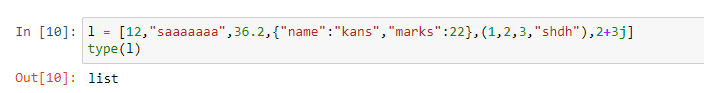 In [10]: l = [12,"saaaaaaa",36.2,{"name":"kans","marks":22},(1,2,3,"shdh"),2+3j]
type(l)
Out[10]: list